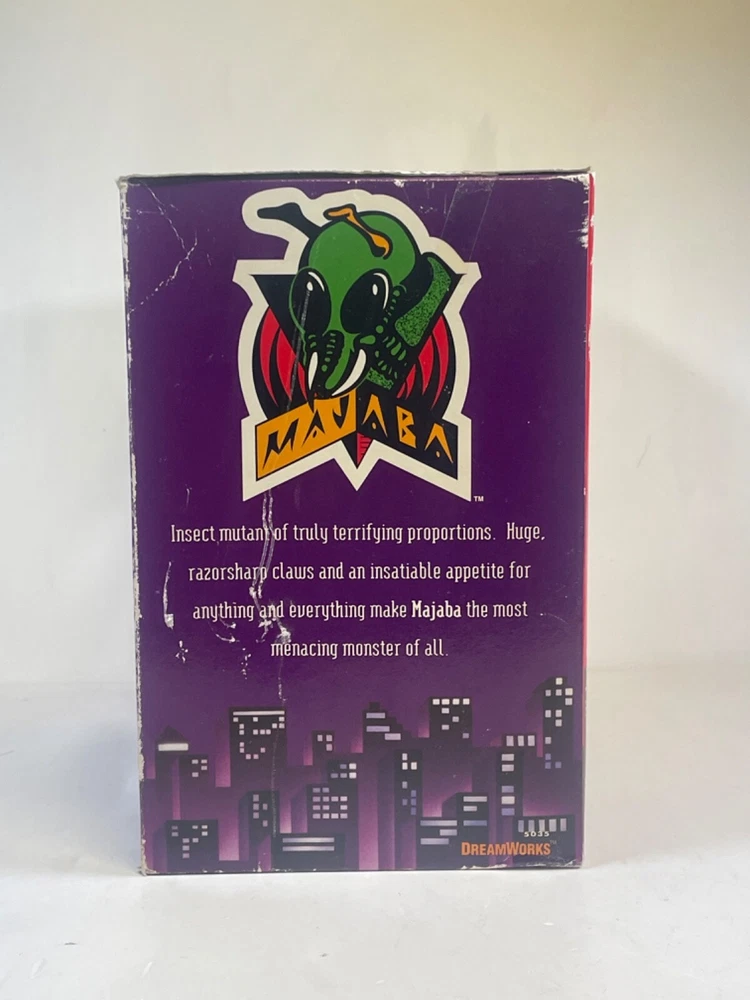 MAJABA
TM
Insect mutant of truly terrifying proportions. Huge,
razorsharp claws and an insatiable appetite for
anything and everything make Majaba the most
menacing monster of all.
5035
DREAMWORKS™